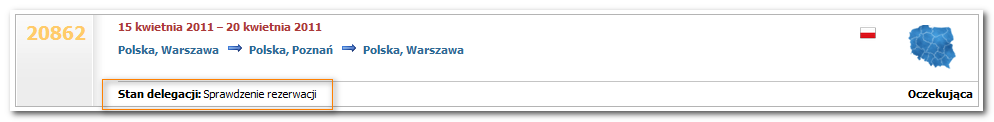 20862
15 kwietnia 2011 – 20 kwietnia 2011
Polska, Warszawa Polska, Poznań Polska, Warszawa
Stan delegacji: Sprawdzenie rezerwacji Oczekująca